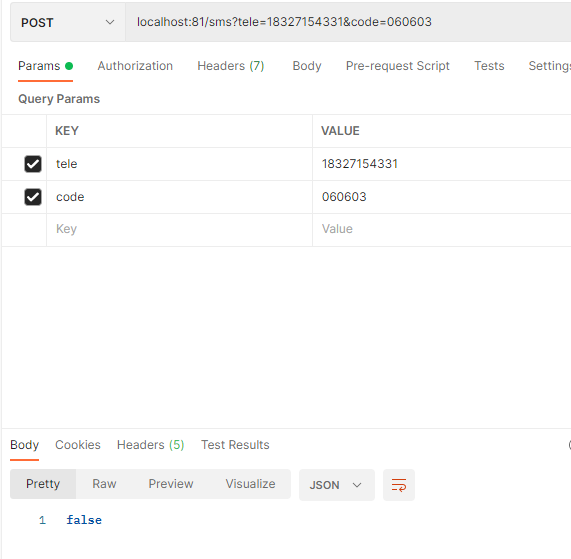 POST localhost:81/sms?tele=18327154331&code=060603
Params Authorization Headers (7) Body Pre-request Script Tests Settings
Query Params
KEY VALUE
tele 18327154331
code 060603
Key Value
Body Cookies Headers (5) Test Results
Pretty Raw Preview Visualize JSON
1 false